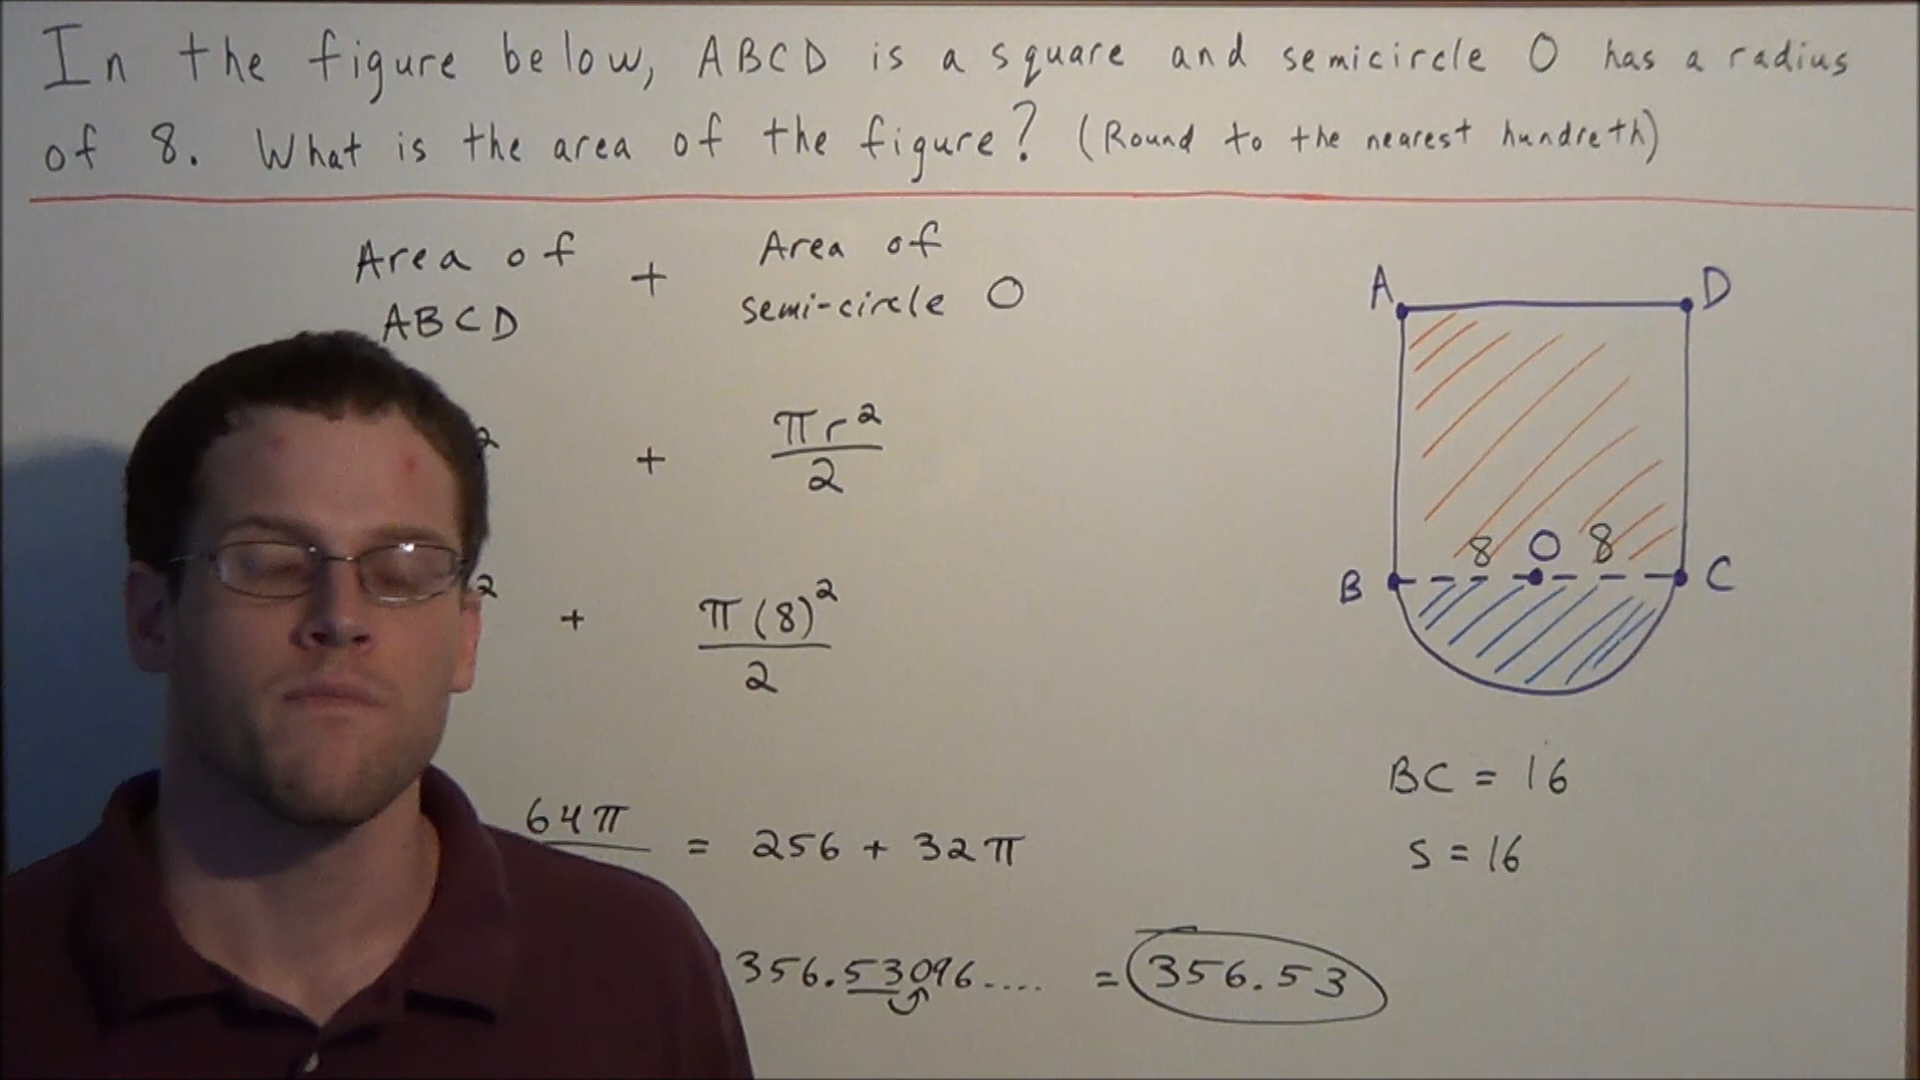 In the figure below, ABCD is a square and semicircle O has a radius
of 8. What is the area of the figure? (Round to the nearest hundreth)
Area of ABCD + Area of semi-circle O
² + πr²/2
² + π(8)²/2
64π = 256 + 32π
356.53096.... = 356.53
A D
8 O 8
B C
BC = 16
S = 16